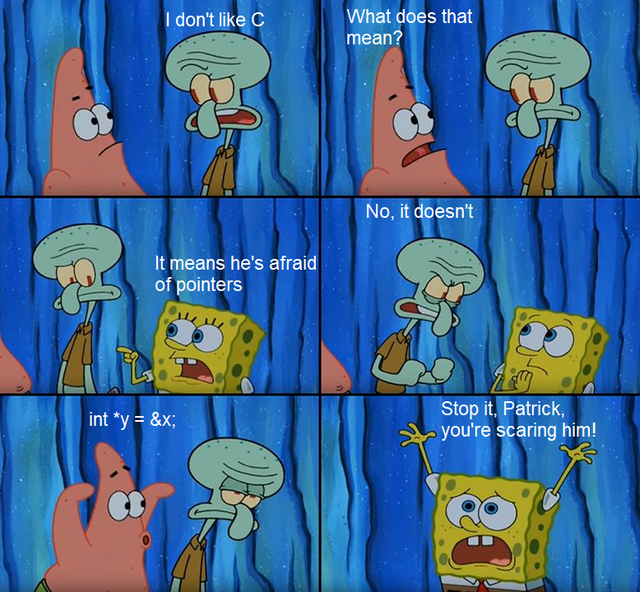 I don't like C
What does that
mean?
It means he's afraid
of pointers
No, it doesn't
int *y = &x;
Stop it, Patrick,
you're scaring him!